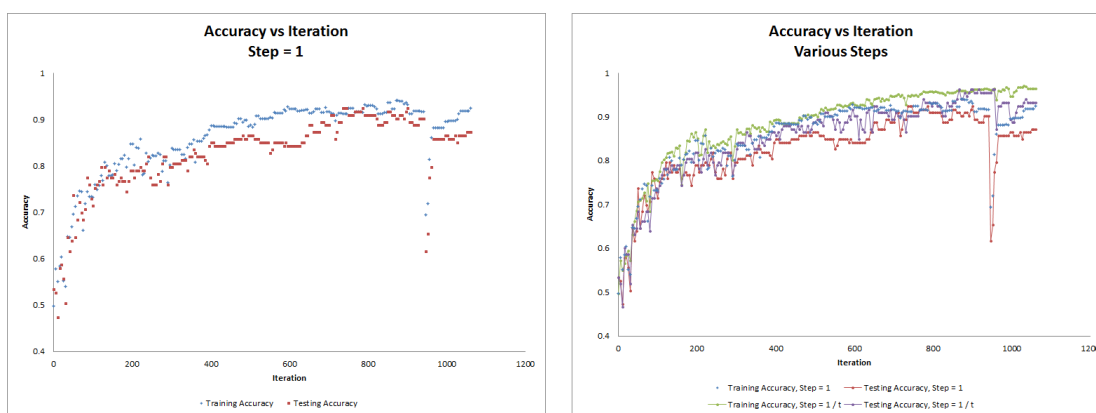 Accuracy vs Iteration
Step = 1
1
0.9
0.8
0.7
0.6
0.5
0.4
Accuracy
0
200
400
600
800
1000
1200
Iteration
Training Accuracy
Testing Accuracy
Accuracy vs Iteration
Various Steps
1
0.9
0.8
0.7
0.6
0.5
0.4
Accuracy
0
200
400
600
800
1000
1200
Iteration
Training Accuracy, Step = 1
Testing Accuracy, Step = 1
Training Accuracy, Step = 1 / t
Testing Accuracy, Step = 1 / t